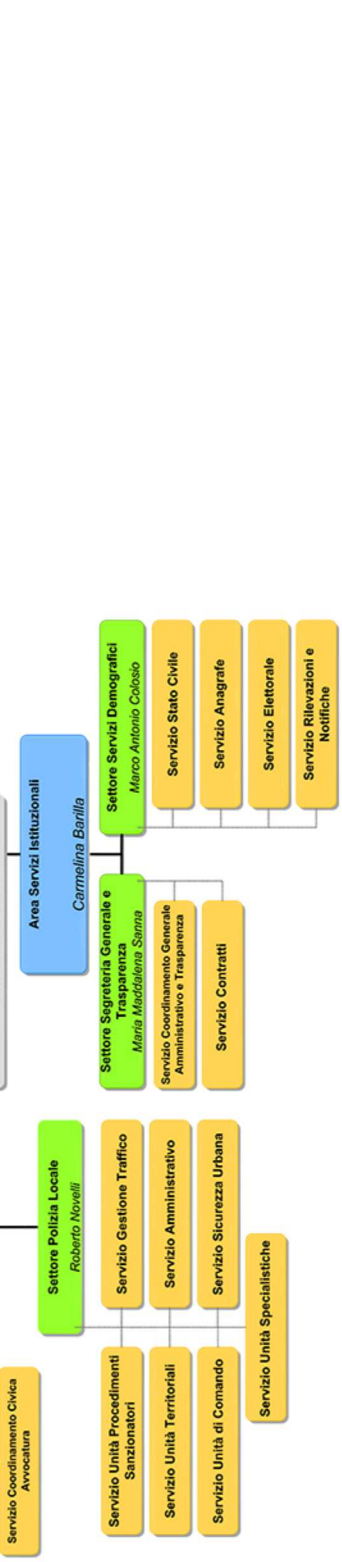 Servizio Coordinamento Civica
Avvocatura
Settore Polizia Locale
Roberto Novelli
Servizio Unità Procedimenti
Sanzionatori
Servizio Gestione Traffico
Servizio Unità Territoriali
Servizio Amministrativo
Servizio Unità di Comando
Servizio Sicurezza Urbana
Servizio Unità Specialistiche
Area Servizi Istituzionali
Carmelina Barilla
Settore Segreteria Generale e
Trasparenza
Maria Maddalena Sanna
Servizio Coordinamento Generale
Amministrativo e Trasparenza
Servizio Contratti
Settore Servizi Demografici
Marco Antonio Colosio
Servizio Stato Civile
Servizio Anagrafe
Servizio Elettorale
Servizio Rilevazioni e
Notifiche